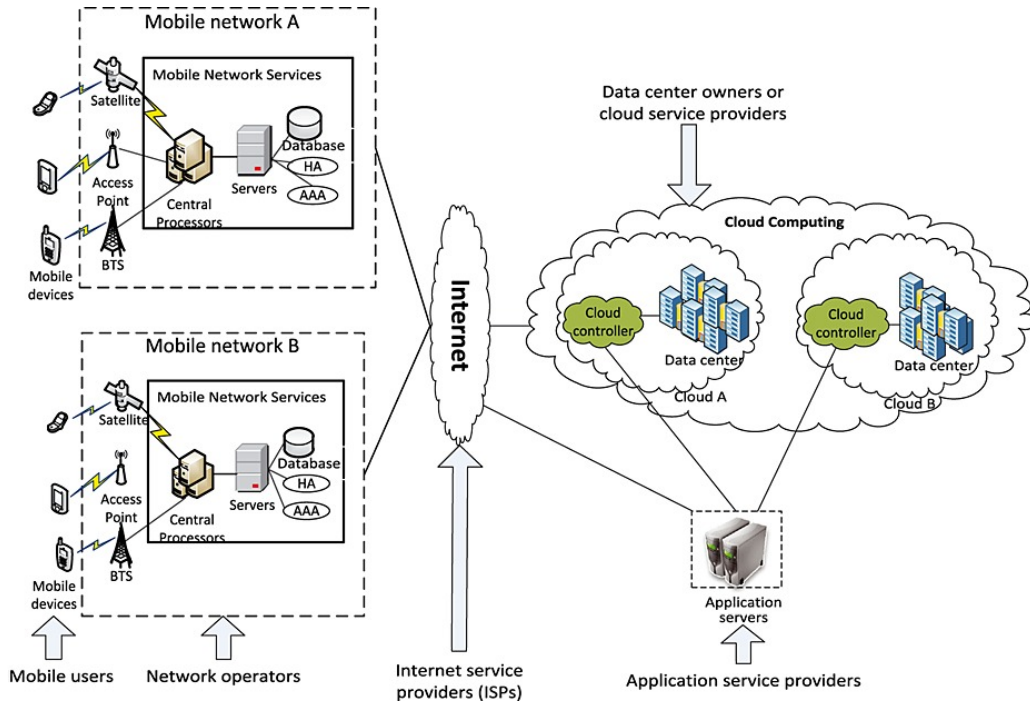 Mobile network A
Mobile Network Services
Satellite
Database
HA
AAA
Servers
Access
Point
Central
Processors
BTS
Mobile
devices
Mobile network B
Mobile Network Services
Satellite
Database
HA
AAA
Servers
Access
Point
Central
Processors
BTS
Mobile
devices
Mobile users
Network operators
Internet
Internet service
providers (ISPs)
Data center owners or
cloud service providers
Cloud Computing
Cloud
controller
Data center
Cloud A
Cloud
controller
Data center
Cloud B
Application
servers
Application service providers